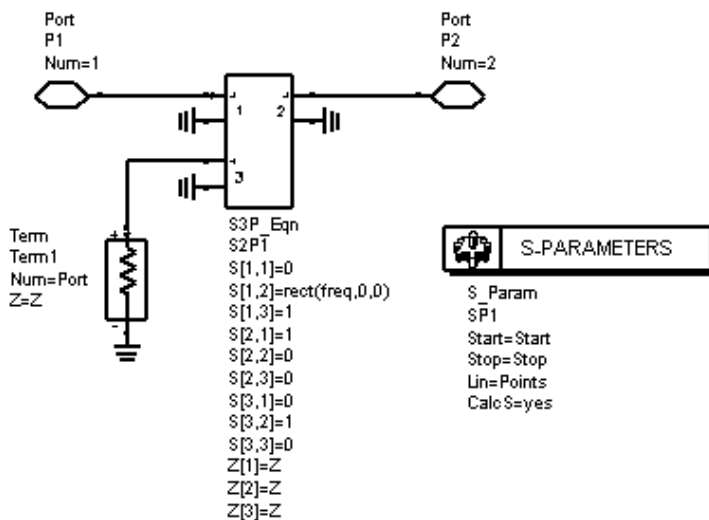 Port
P1
Num=1
Port
P2
Num=2
1
2
3
Term
Term1
Num=Port
Z=Z
+
-
S3P_Eqn
S2P1
S[1,1]=0
S[1,2]=rect(freq,0,0)
S[1,3]=1
S[2,1]=1
S[2,2]=0
S[2,3]=0
S[3,1]=0
S[3,2]=1
S[3,3]=0
Z[1]=Z
Z[2]=Z
Z[3]=Z
S-PARAMETERS
S_Param
SP1
Start=Start
Stop=Stop
Lin=Points
CalcS=yes